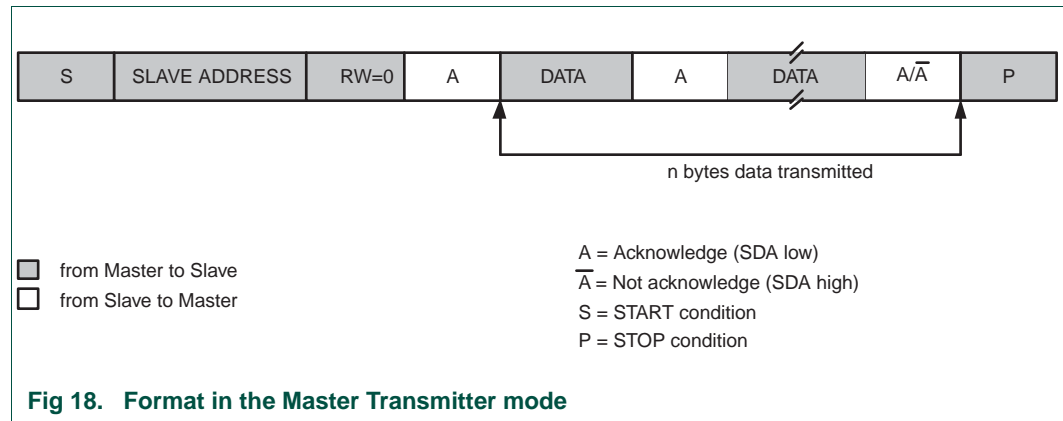 S SLAVE ADDRESS RW=0 A DATA A DATA A/A̅ P
n bytes data transmitted
from Master to Slave
from Slave to Master
A = Acknowledge (SDA low)
A̅ = Not acknowledge (SDA high)
S = START condition
P = STOP condition
Fig 18. Format in the Master Transmitter mode